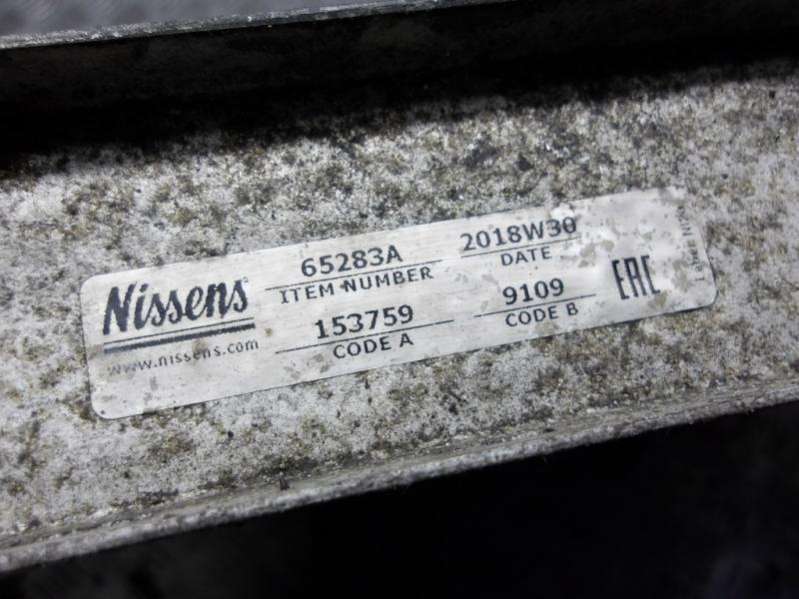 Nissens
www.nissens.com
65283A
ITEM NUMBER
2018W30
DATE
153759
CODE A
9109
CODE B
EAC